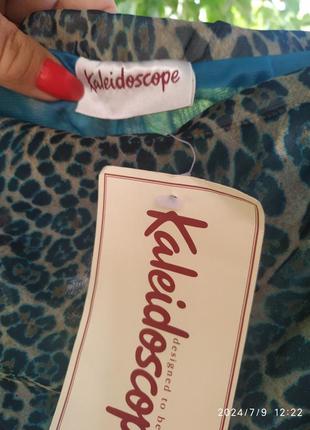 Kaleidoscope
Kaleidoscope
designed to be
2024/7/9 12:22